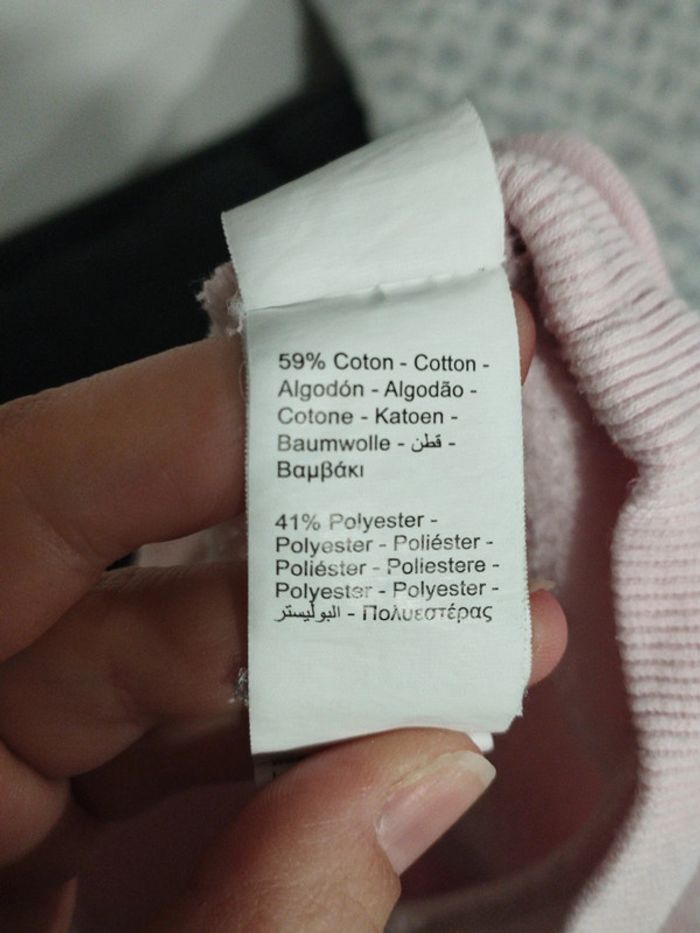 59% Coton - Cotton -
Algodón - Algodão -
Cotone - Katoen -
Baumwolle - قطن -
Βαμβάκι
41% Polyester -
Polyester - Poliéster -
Poliéster - Poliestere -
Polyester - Polyester -
البوليستر - Πολυεστέρας